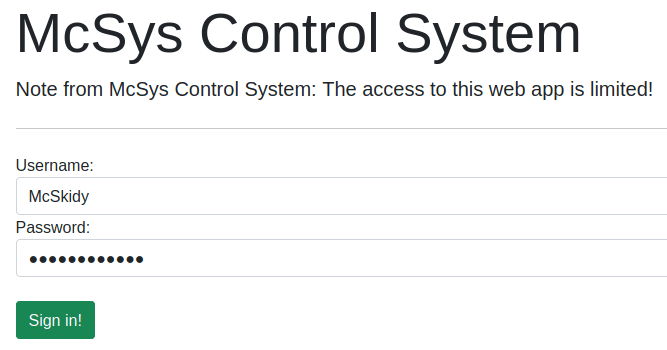 McSys Control System
Note from McSys Control System: The access to this web app is limited!
Username:
McSkidy
Password:
●●●●●●●●●●●●
Sign in!